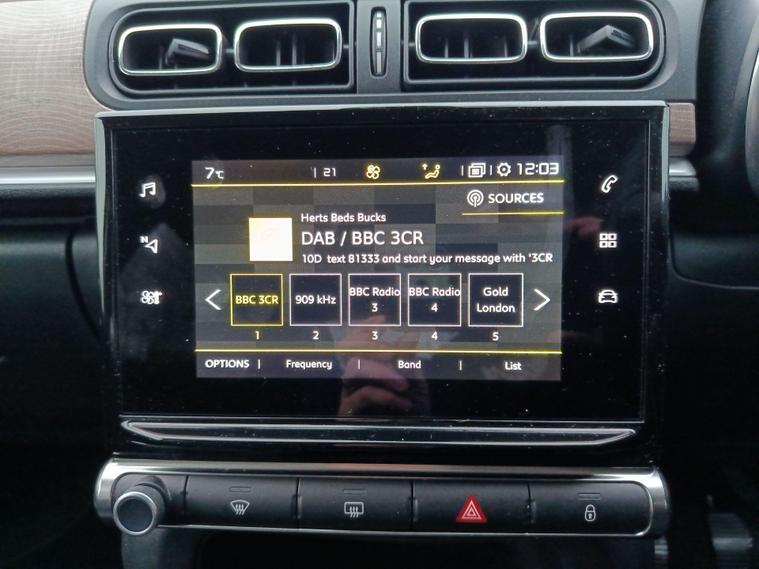 7°C | 21 | 12:03
SOURCES
Herts Beds Bucks
DAB / BBC 3CR
10D text 81333 and start your message with '3CR
BBC 3CR
909 kHz
BBC Radio
3
BBC Radio
4
Gold
London
1 2 3 4 5
OPTIONS | Frequency | Band | List
N